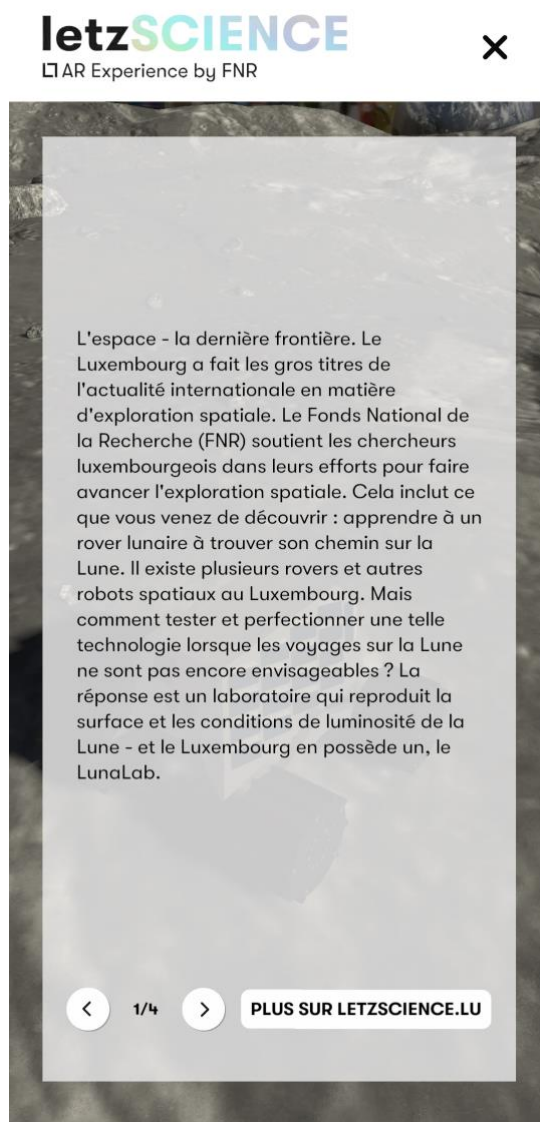 letzSCIENCE
AR Experience by FNR
L'espace - la dernière frontière. Le
Luxembourg a fait les gros titres de
l'actualité internationale en matière
d'exploration spatiale. Le Fonds National de
la Recherche (FNR) soutient les chercheurs
luxembourgeois dans leurs efforts pour faire
avancer l'exploration spatiale. Cela inclut ce
que vous venez de découvrir : apprendre à un
rover lunaire à trouver son chemin sur la
Lune. Il existe plusieurs rovers et autres
robots spatiaux au Luxembourg. Mais
comment tester et perfectionner une telle
technologie lorsque les voyages sur la Lune
ne sont pas encore envisageables ? La
réponse est un laboratoire qui reproduit la
surface et les conditions de luminosité de la
Lune - et le Luxembourg en possède un, le
LunaLab.
1/4
PLUS SUR LETZSCIENCE.LU